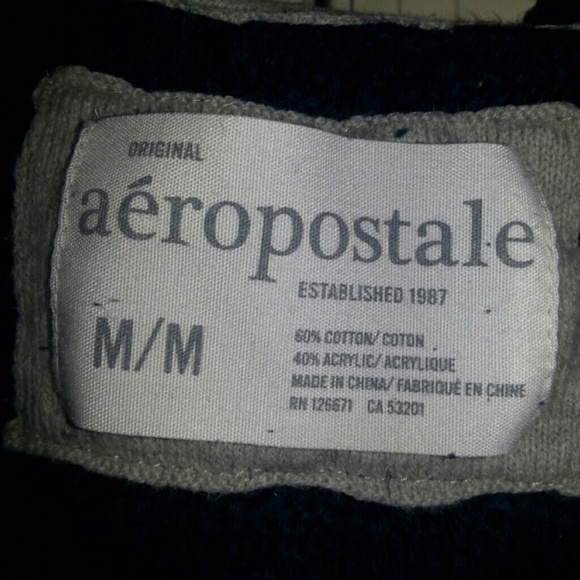 ORIGINAL
aéropostale
ESTABLISHED 1987
M/M
60% COTTON/ COTON
40% ACRYLIC/ ACRYLIQUE
MADE IN CHINA/ FABRIQUÉ EN CHINE
RN 126671 CA 53201